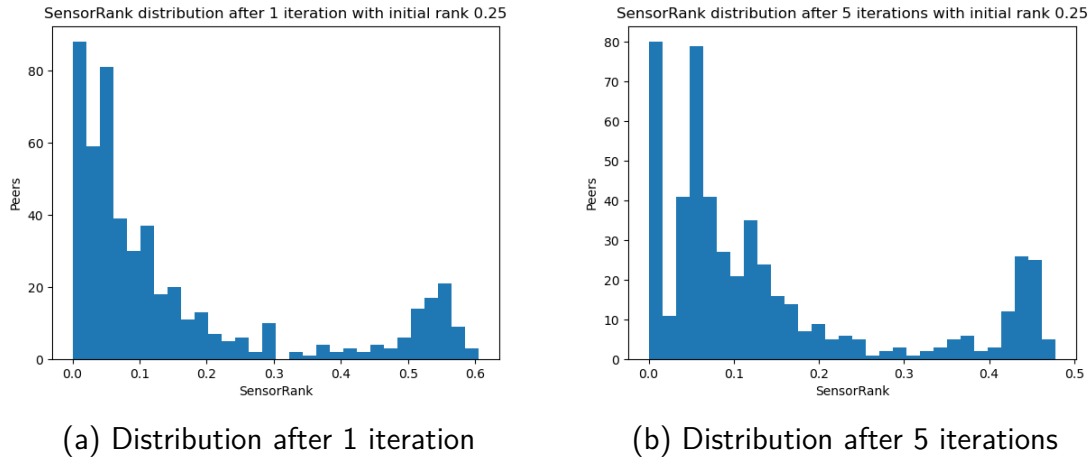 SensorRank distribution after 1 iteration with initial rank 0.25
80
60
40
20
0
Peers
0.0 0.1 0.2 0.3 0.4 0.5 0.6
SensorRank
(a) Distribution after 1 iteration
SensorRank distribution after 5 iterations with initial rank 0.25
80
70
60
50
40
30
20
10
0
Peers
0.0 0.1 0.2 0.3 0.4 0.5
SensorRank
(b) Distribution after 5 iterations